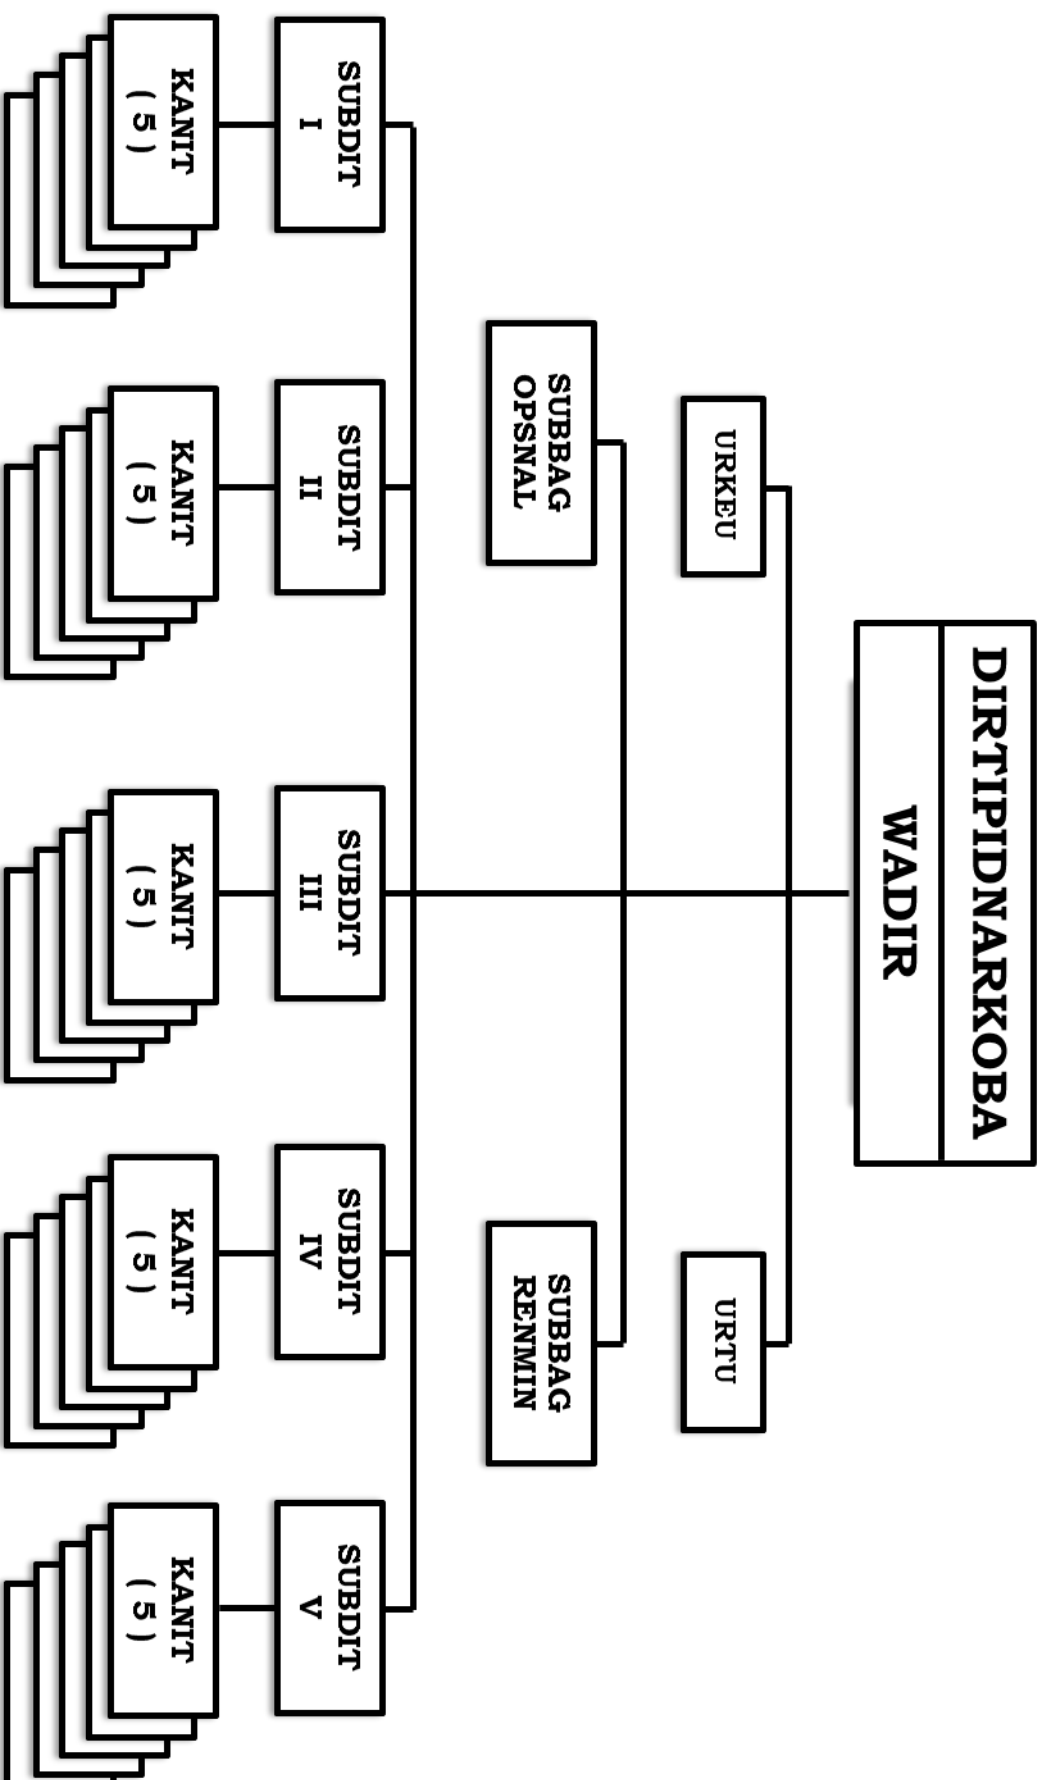 DIRTIPIDNARKOBA
WADIR
URKEU
URTU
SUBBAG
OPSNAL
SUBBAG
RENMIN
SUBDIT
I
SUBDIT
II
SUBDIT
III
SUBDIT
IV
SUBDIT
V
KANIT
(5)
KANIT
(5)
KANIT
(5)
KANIT
(5)
KANIT
(5)